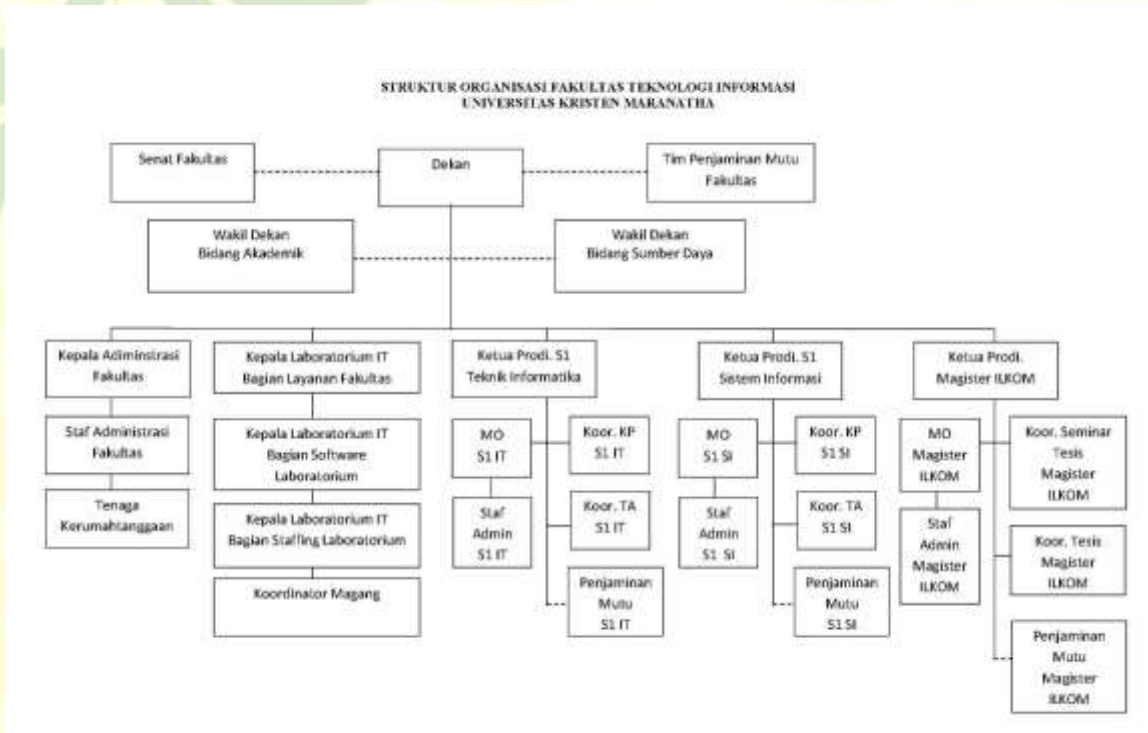 STRUKTUR ORGANISASI FAKULTAS TEKNOLOGI INFORMASI
UNIVERSITAS KRISTEN MARANATHA
Senat Fakultas
Dekan
Tim Penjaminan Mutu
Fakultas
Wakil Dekan
Bidang Akademik
Wakil Dekan
Bidang Sumber Daya
Kepala Adiminstrasi
Fakultas
Kepala Laboratorium IT
Bagian Layanan Fakultas
Ketua Prodi. S1
Teknik Informatika
Ketua Prodi. S1
Sistem Informasi
Ketua Prodi.
Magister ILKOM
Staf Administrasi
Fakultas
Kepala Laboratorium IT
Bagian Software
Laboratorium
MO
S1 IT
Koor. KP
S1 IT
MO
S1 SI
Koor. KP
S1 SI
MO
Magister
ILKOM
Koor. Seminar
Tesis
Magister
ILKOM
Tenaga
Kerumahtanggaan
Kepala Laboratorium IT
Bagian Staffing Laboratorium
Staf
Admin
S1 IT
Koor. TA
S1 IT
Staf
Admin
S1 SI
Koor. TA
S1 SI
Staf
Admin
Magister
ILKOM
Koor. Tesis
Magister
ILKOM
Koordinator Magang
Penjaminan
Mutu
S1 IT
Penjaminan
Mutu
S1 SI
Penjaminan
Mutu
Magister
ILKOM